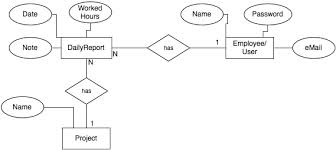 Date
Worked
Hours
Name
Password
Note
DailyReport
has
1
Employee/
User
eMail
N
N
has
Name
1
Project